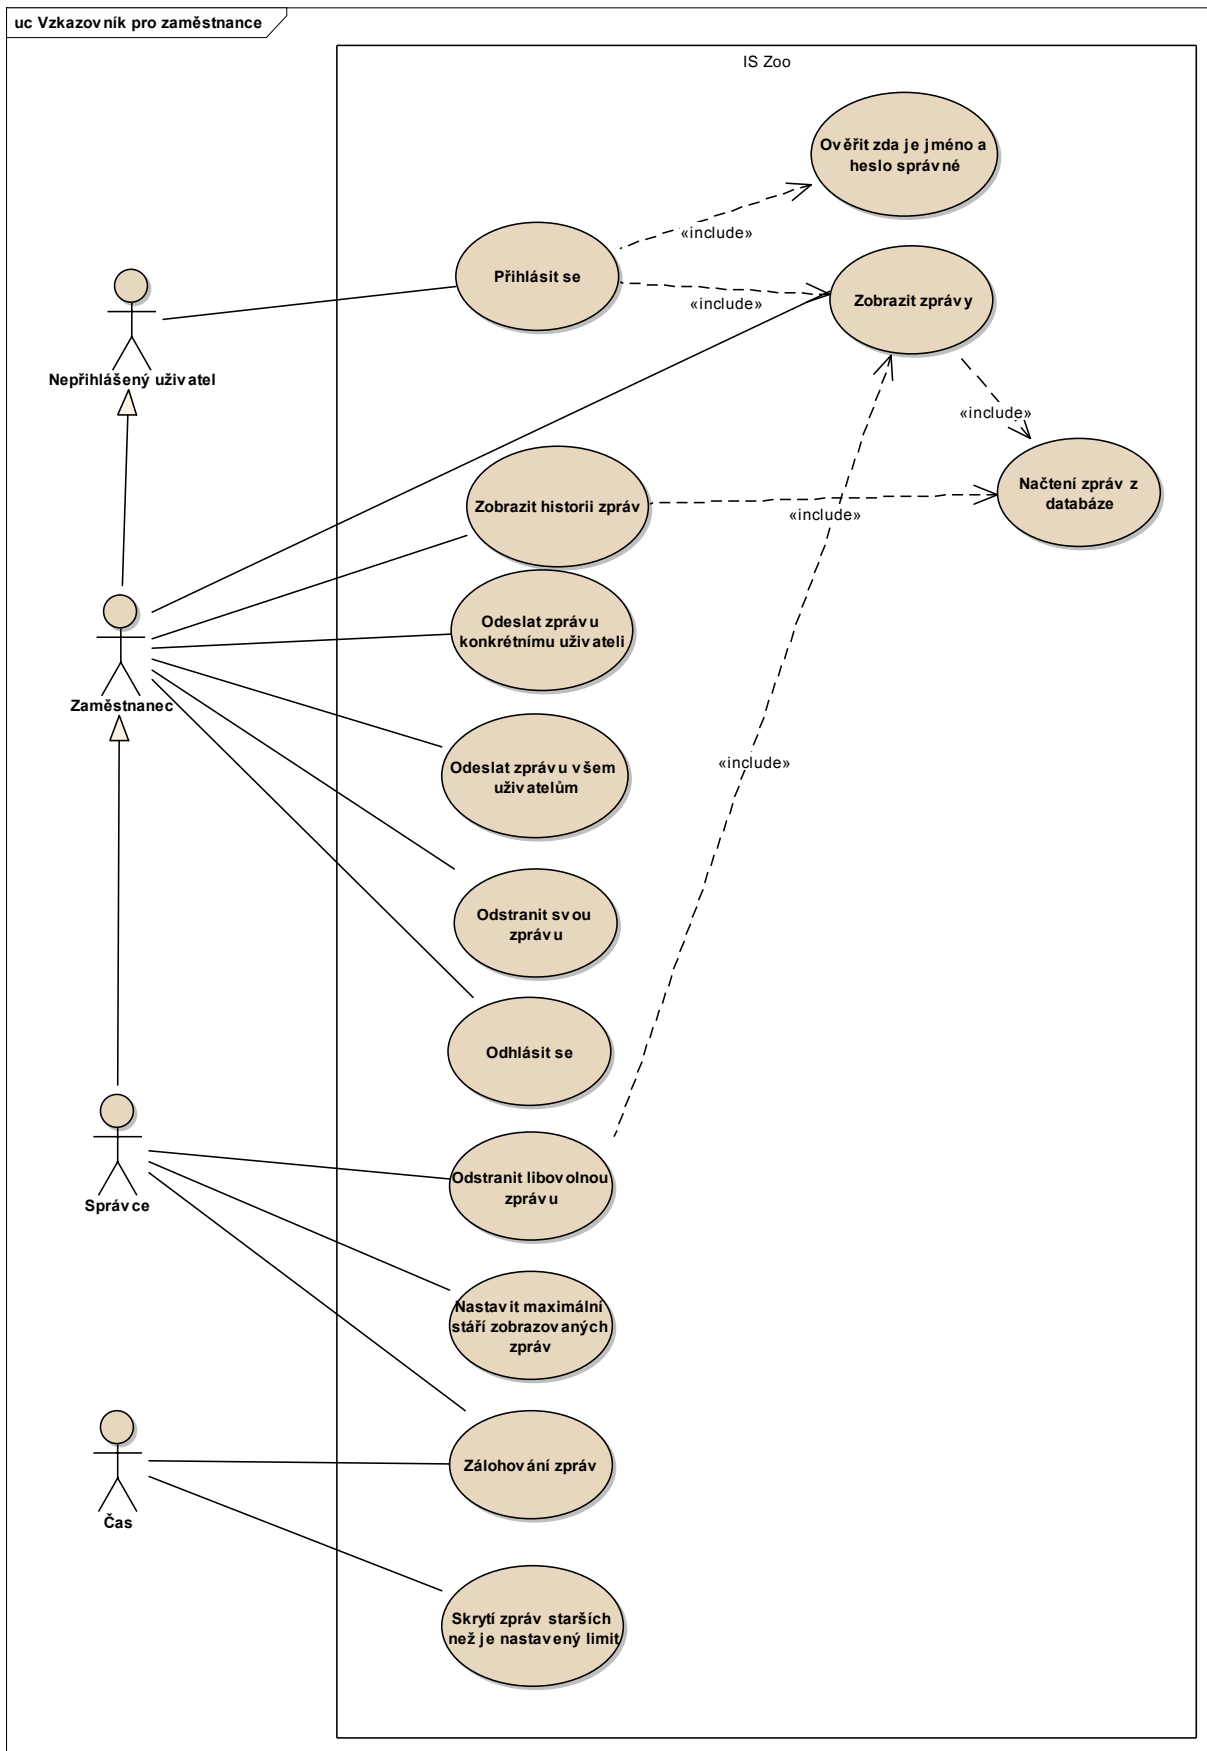 uc Vzkazovník pro zaměstnance
IS Zoo
Ověřit zda je jméno a
heslo správné
«include»
Přihlásit se
«include»
Zobrazit zprávy
Nepřihlášený uživatel
«include»
Načtení zpráv z
databáze
Zobrazit historii zpráv
«include»
Odeslat zprávu
konkrétnímu uživateli
Zaměstnanec
Odeslat zprávu všem
uživatelům
«include»
Odstranit svou
zprávu
Odhlásit se
Odstranit libovolnou
zprávu
Správce
Nastavit maximální
stáří zobrazovaných
zpráv
Zálohování zpráv
Čas
Skrytí zpráv starších
než je nastavený limit